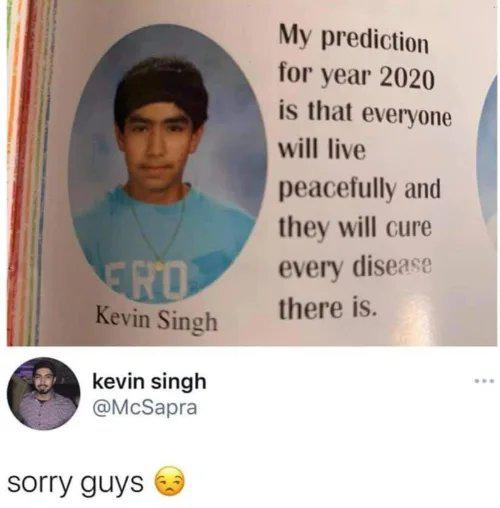 My prediction
for year 2020
is that everyone
will live
peacefully and
they will cure
every disease
there is.
ERO
Kevin Singh
kevin singh
@McSapra
sorry guys 😒